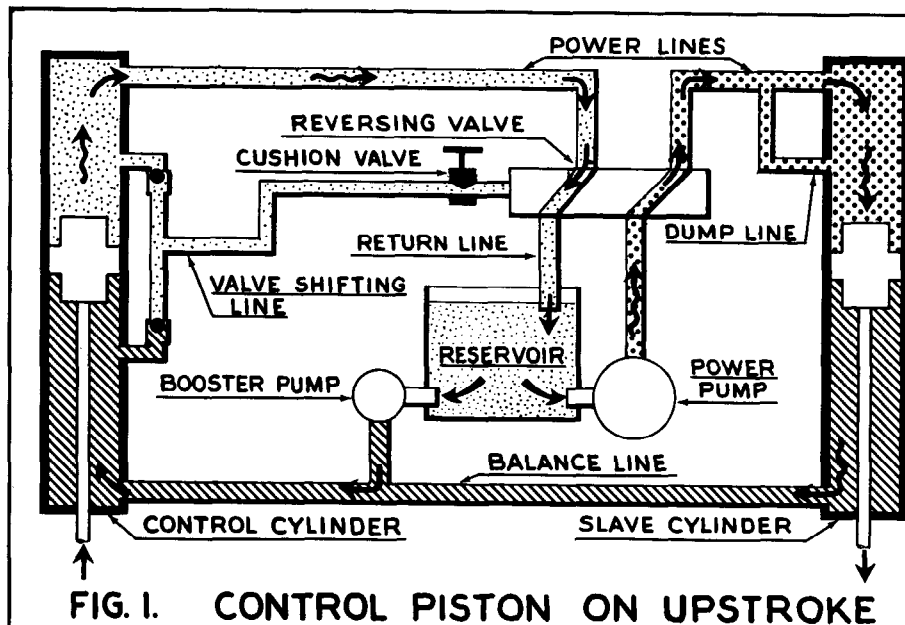 POWER LINES
REVERSING VALVE
CUSHION VALVE
DUMP LINE
RETURN LINE
VALVE SHIFTING
LINE
RESERVOIR
BOOSTER PUMP
POWER
PUMP
BALANCE LINE
CONTROL CYLINDER
SLAVE CYLINDER
FIG. I. CONTROL PISTON ON UPSTROKE